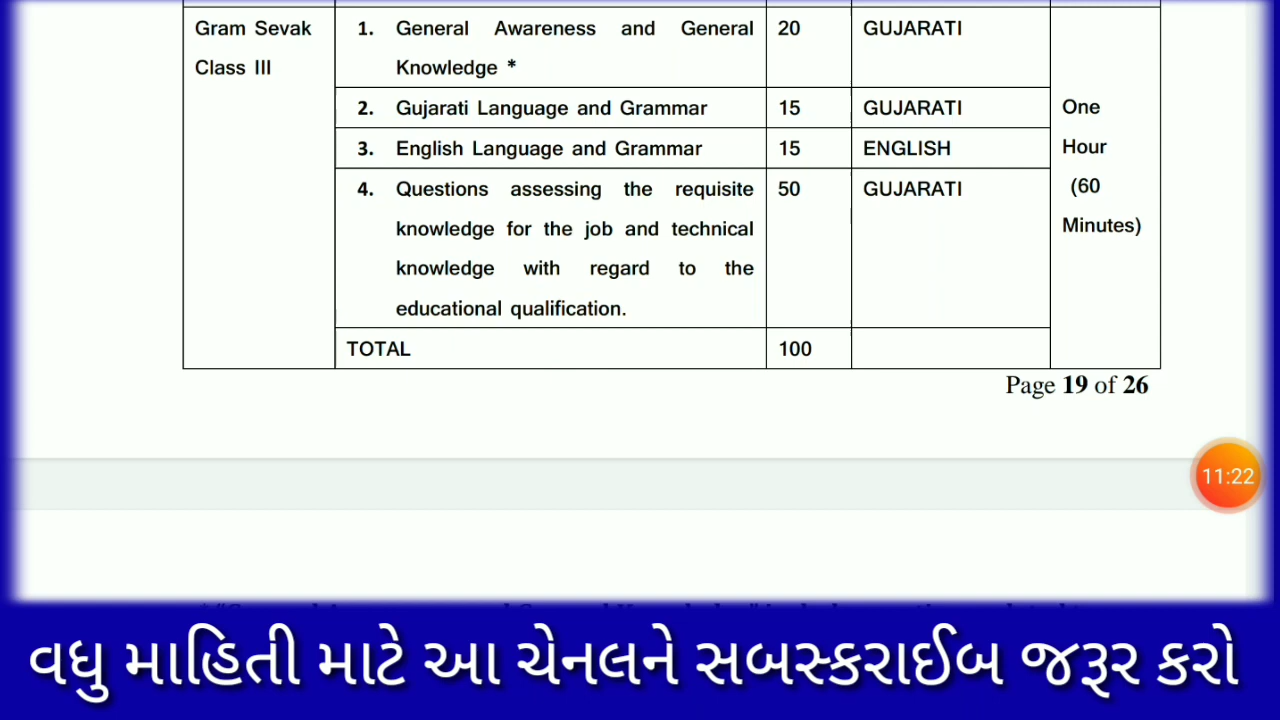 Gram Sevak
Class III
1. General Awareness and General
Knowledge *
20
GUJARATI
2. Gujarati Language and Grammar
15
GUJARATI
3. English Language and Grammar
15
ENGLISH
4. Questions assessing the requisite
knowledge for the job and technical
knowledge with regard to the
educational qualification.
50
GUJARATI
One
Hour
(60
Minutes)
TOTAL
100
Page 19 of 26
11:22
વધુ માહિતી માટે આ ચેનલને સબસ્કરાઈબ જરૂર કરો